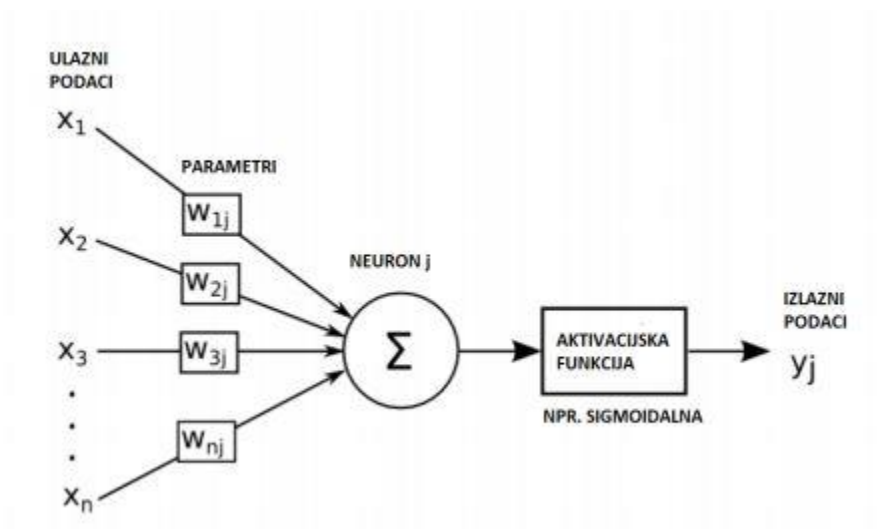 ULAZNI
PODACI
x1
PARAMETRI
w1j
x2
w2j
NEURON j
x3
w3j
Σ
AKTIVACIJSKA
FUNKCIJA
NPR. SIGMOIDALNA
IZLAZNI
PODACI
yj
.
.
.
wnj
xn